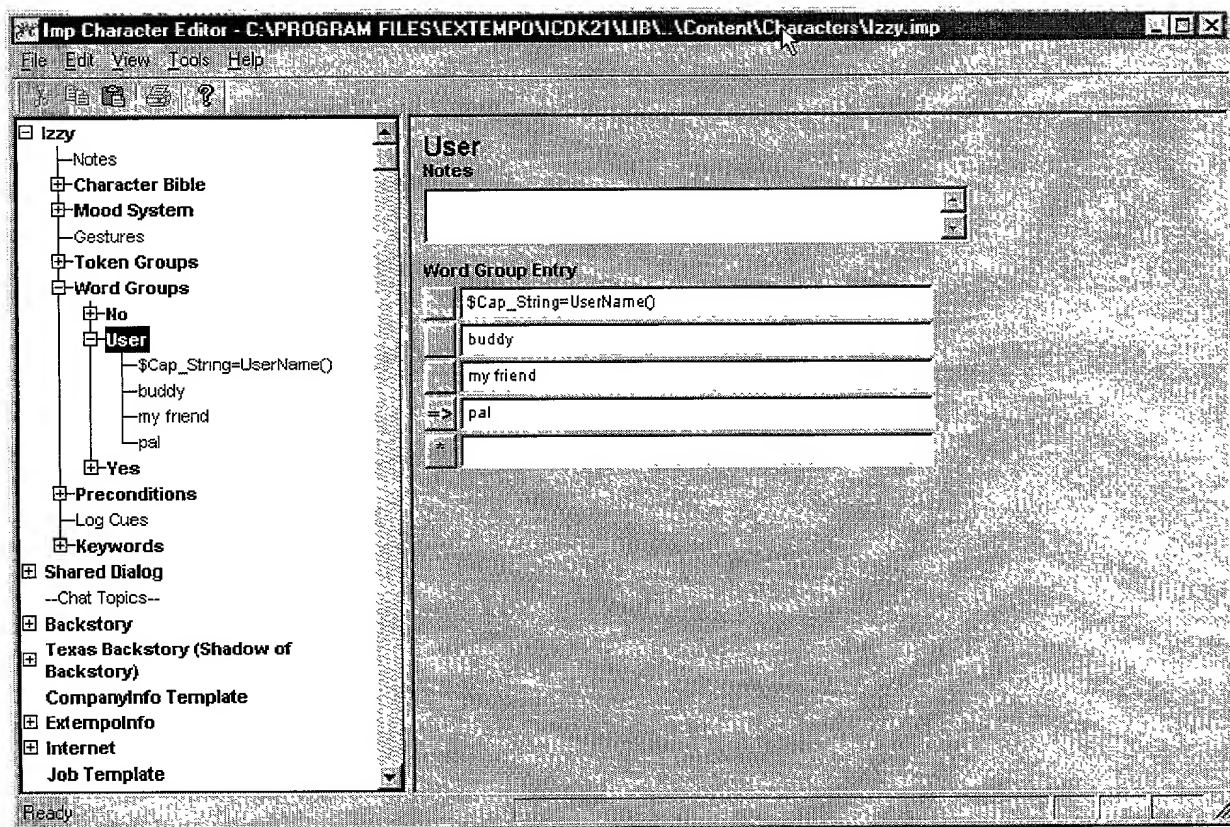 Imp Character Editor - C:\PROGRAM FILES\EXTEMPO\ICDK21\LIB\..\Content\Characters\Izzy.imp
File Edit View Tools Help
Izzy
Notes
Character Bible
Mood System
Gestures
Token Groups
Word Groups
No
User
$Cap_String=UserName()
buddy
my friend
pal
Yes
Preconditions
Log Cues
Keywords
Shared Dialog
--Chat Topics--
Backstory
Texas Backstory (Shadow of
Backstory)
CompanyInfo Template
ExtempoInfo
Internet
Job Template
User
Notes
Word Group Entry
$Cap_String=UserName()
buddy
my friend
=> pal
*
Ready